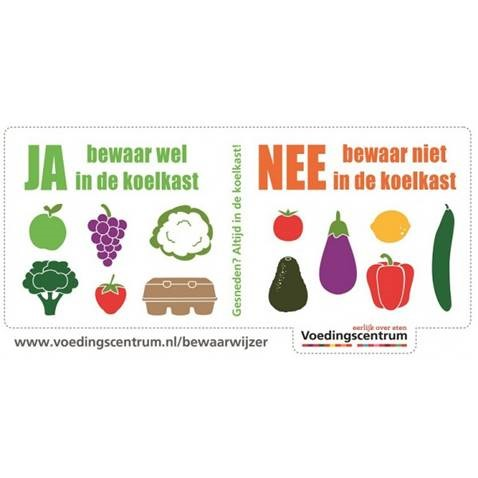 JA bewaar wel
in de koelkast
Gesneden? Altijd in de koelkast!
NEE bewaar niet
in de koelkast
www.voedingscentrum.nl/bewaarwijzer
eerlijk over eten
Voedingscentrum